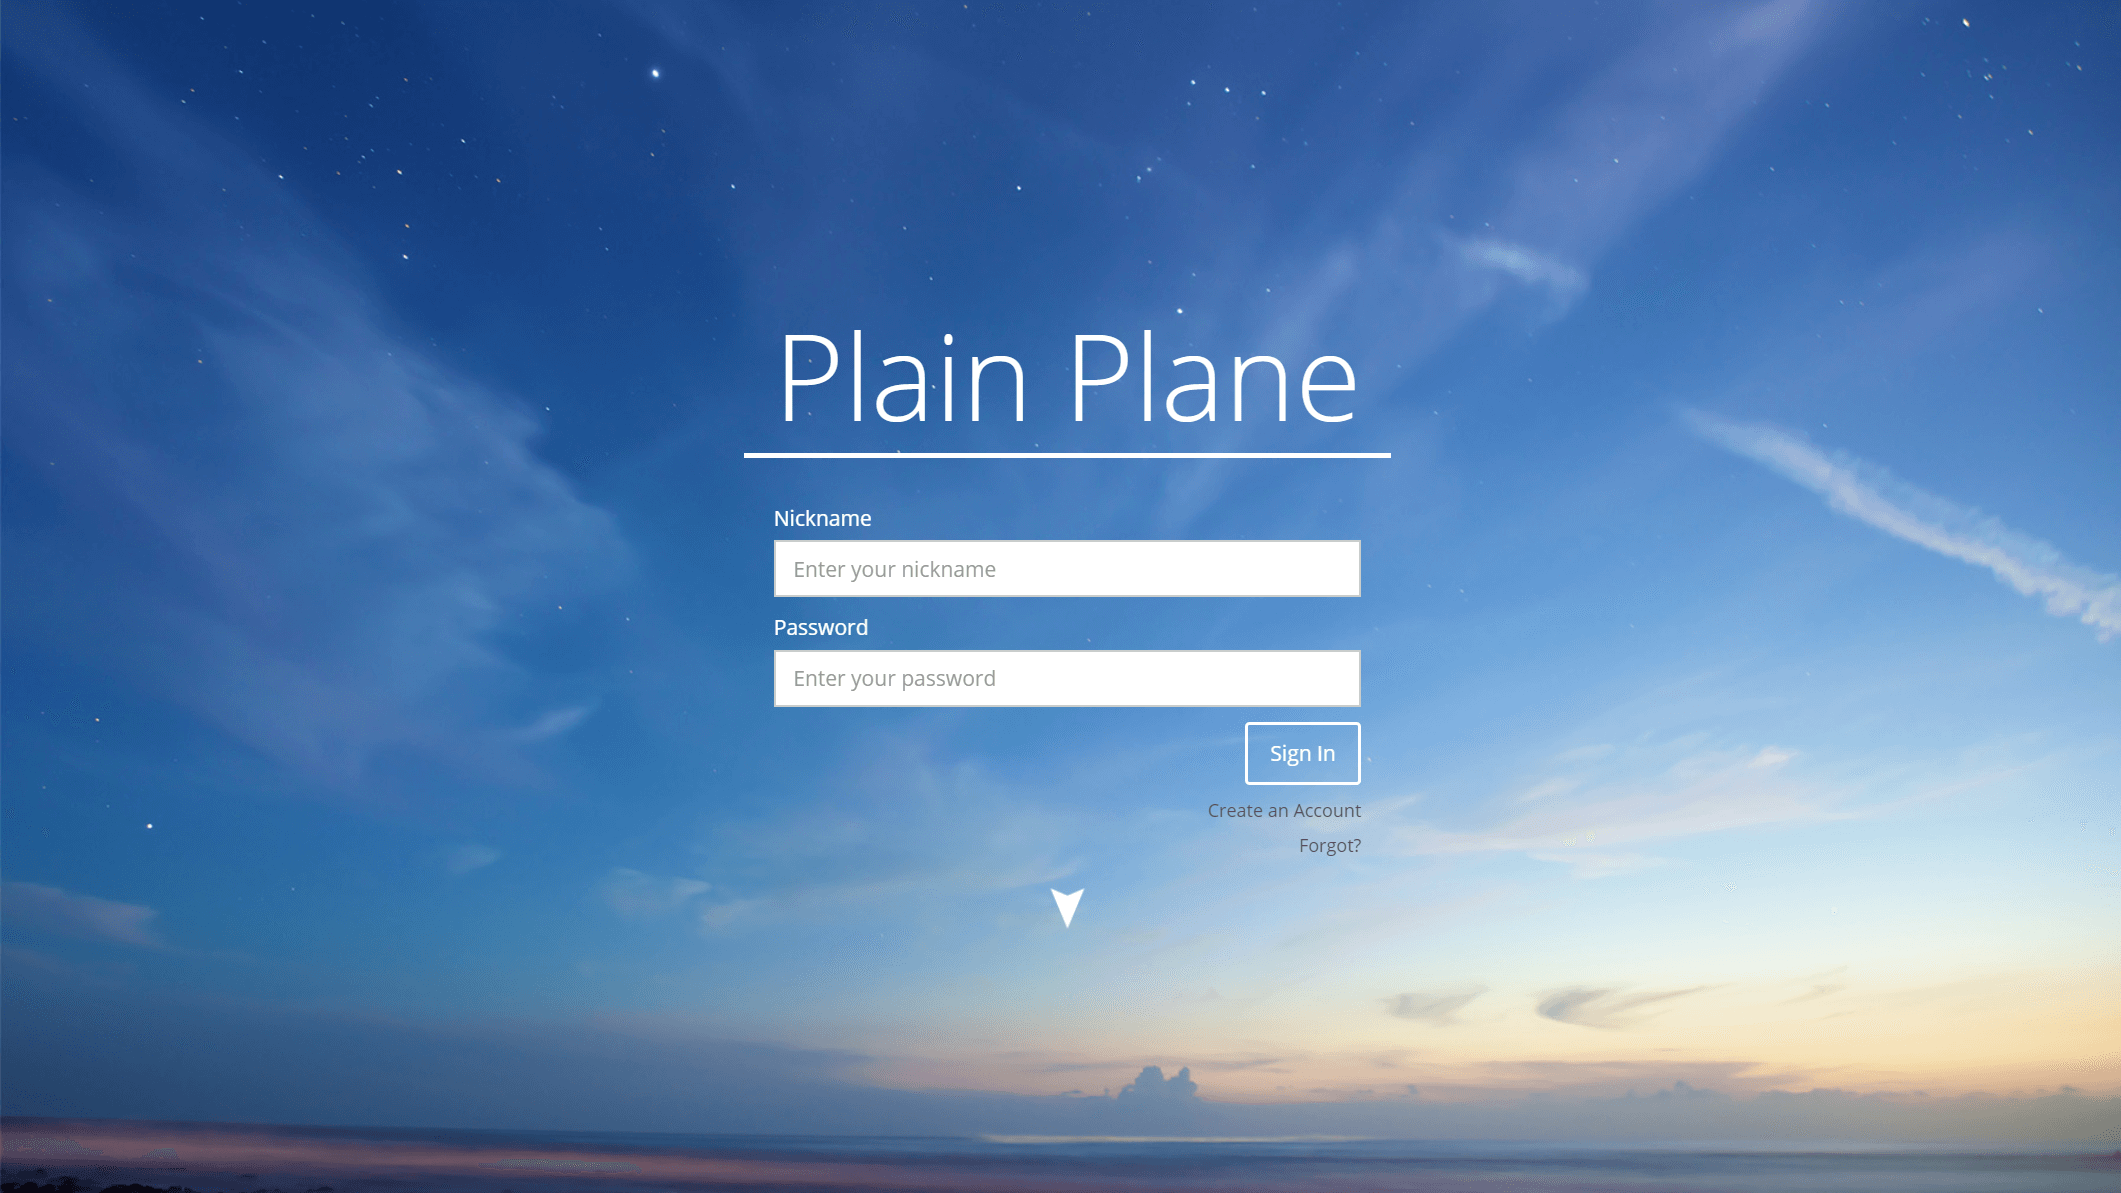 Plain Plane
Nickname
Enter your nickname
Password
Enter your password
Sign In
Create an Account
Forgot?